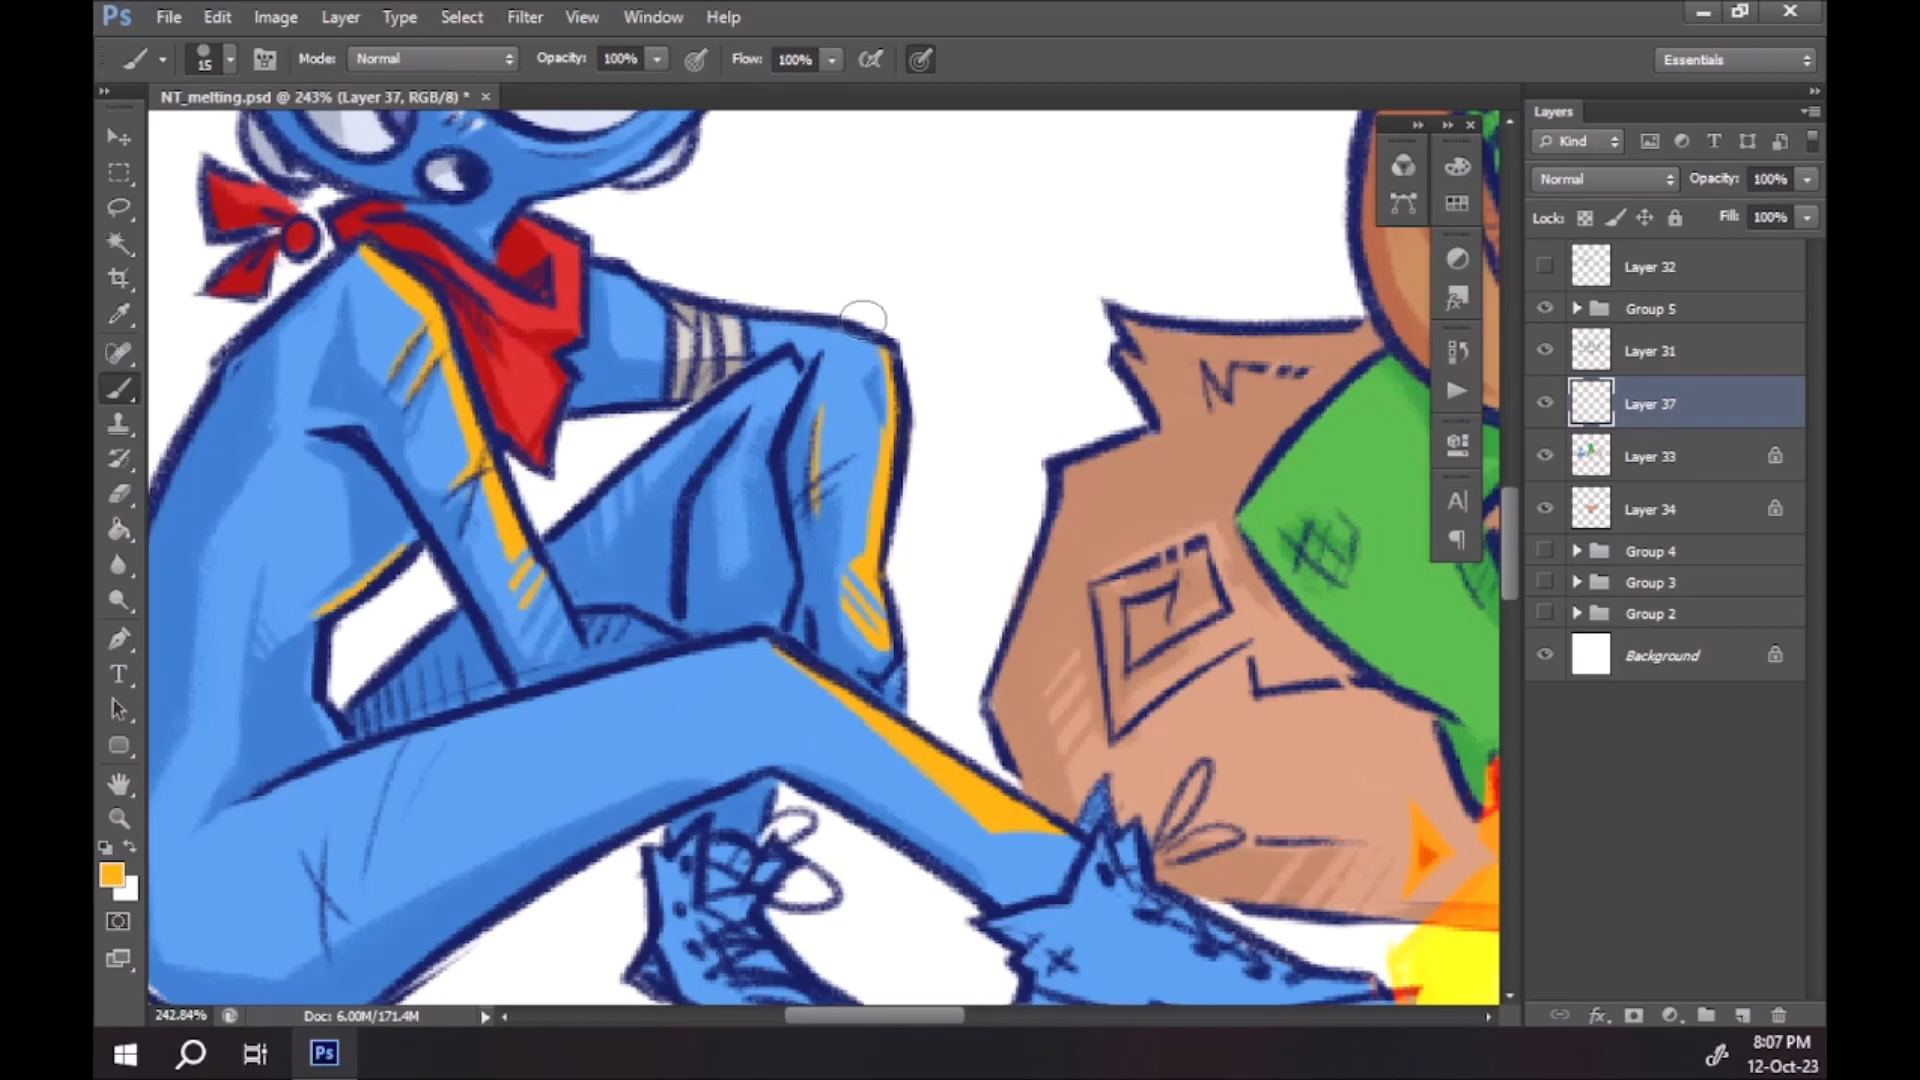 Ps File Edit Image Layer Type Select Filter View Window Help
15 Mode: Normal Opacity: 100% Flow: 100% Essentials
NT_melting.psd @ 243% (Layer 37, RGB/8) * ×
Layers
Kind
Normal Opacity: 100%
Lock: Fill: 100%
Layer 32
Group 5
Layer 31
Layer 37
Layer 33
Layer 34
Group 4
Group 3
Group 2
Background
242.84% Doc: 6.00M/171.4M
Ps 8:07 PM
12-Oct-23